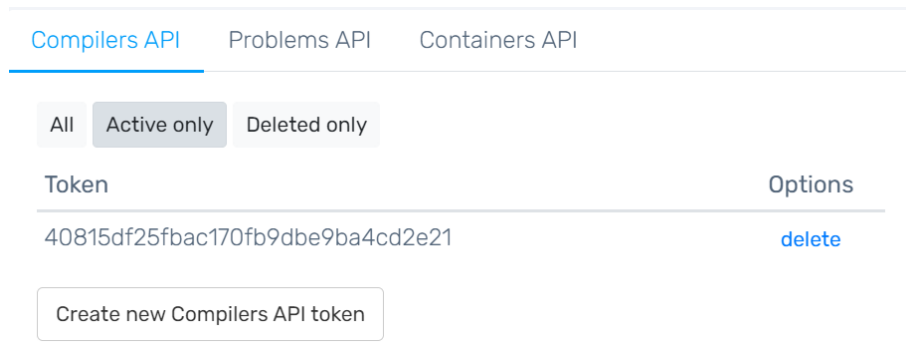 Compilers API Problems API Containers API
All Active only Deleted only
Token Options
40815df25fbac170fb9dbe9ba4cd2e21 delete
Create new Compilers API token